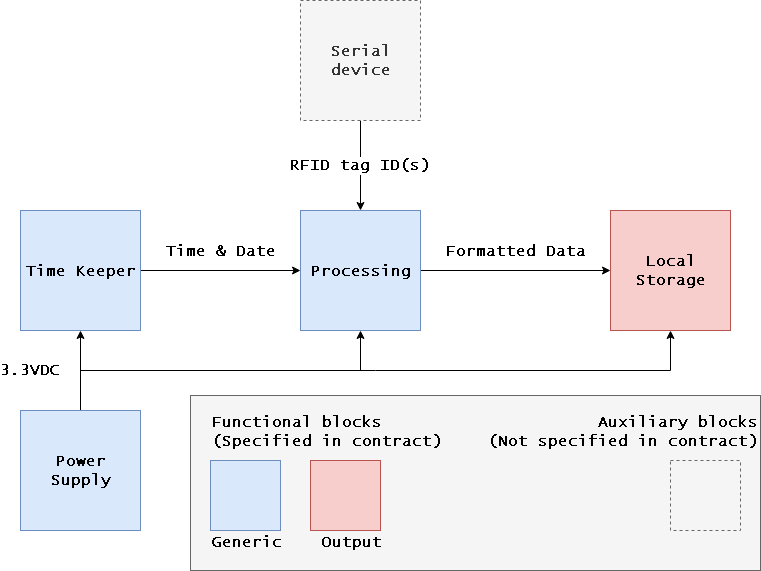 Serial
device
RFID tag ID(s)
Time Keeper
Time & Date
Processing
Formatted Data
Local
Storage
3.3VDC
Power
Supply
Functional blocks
(Specified in contract)
Auxiliary blocks
(Not specified in contract)
Generic
Output